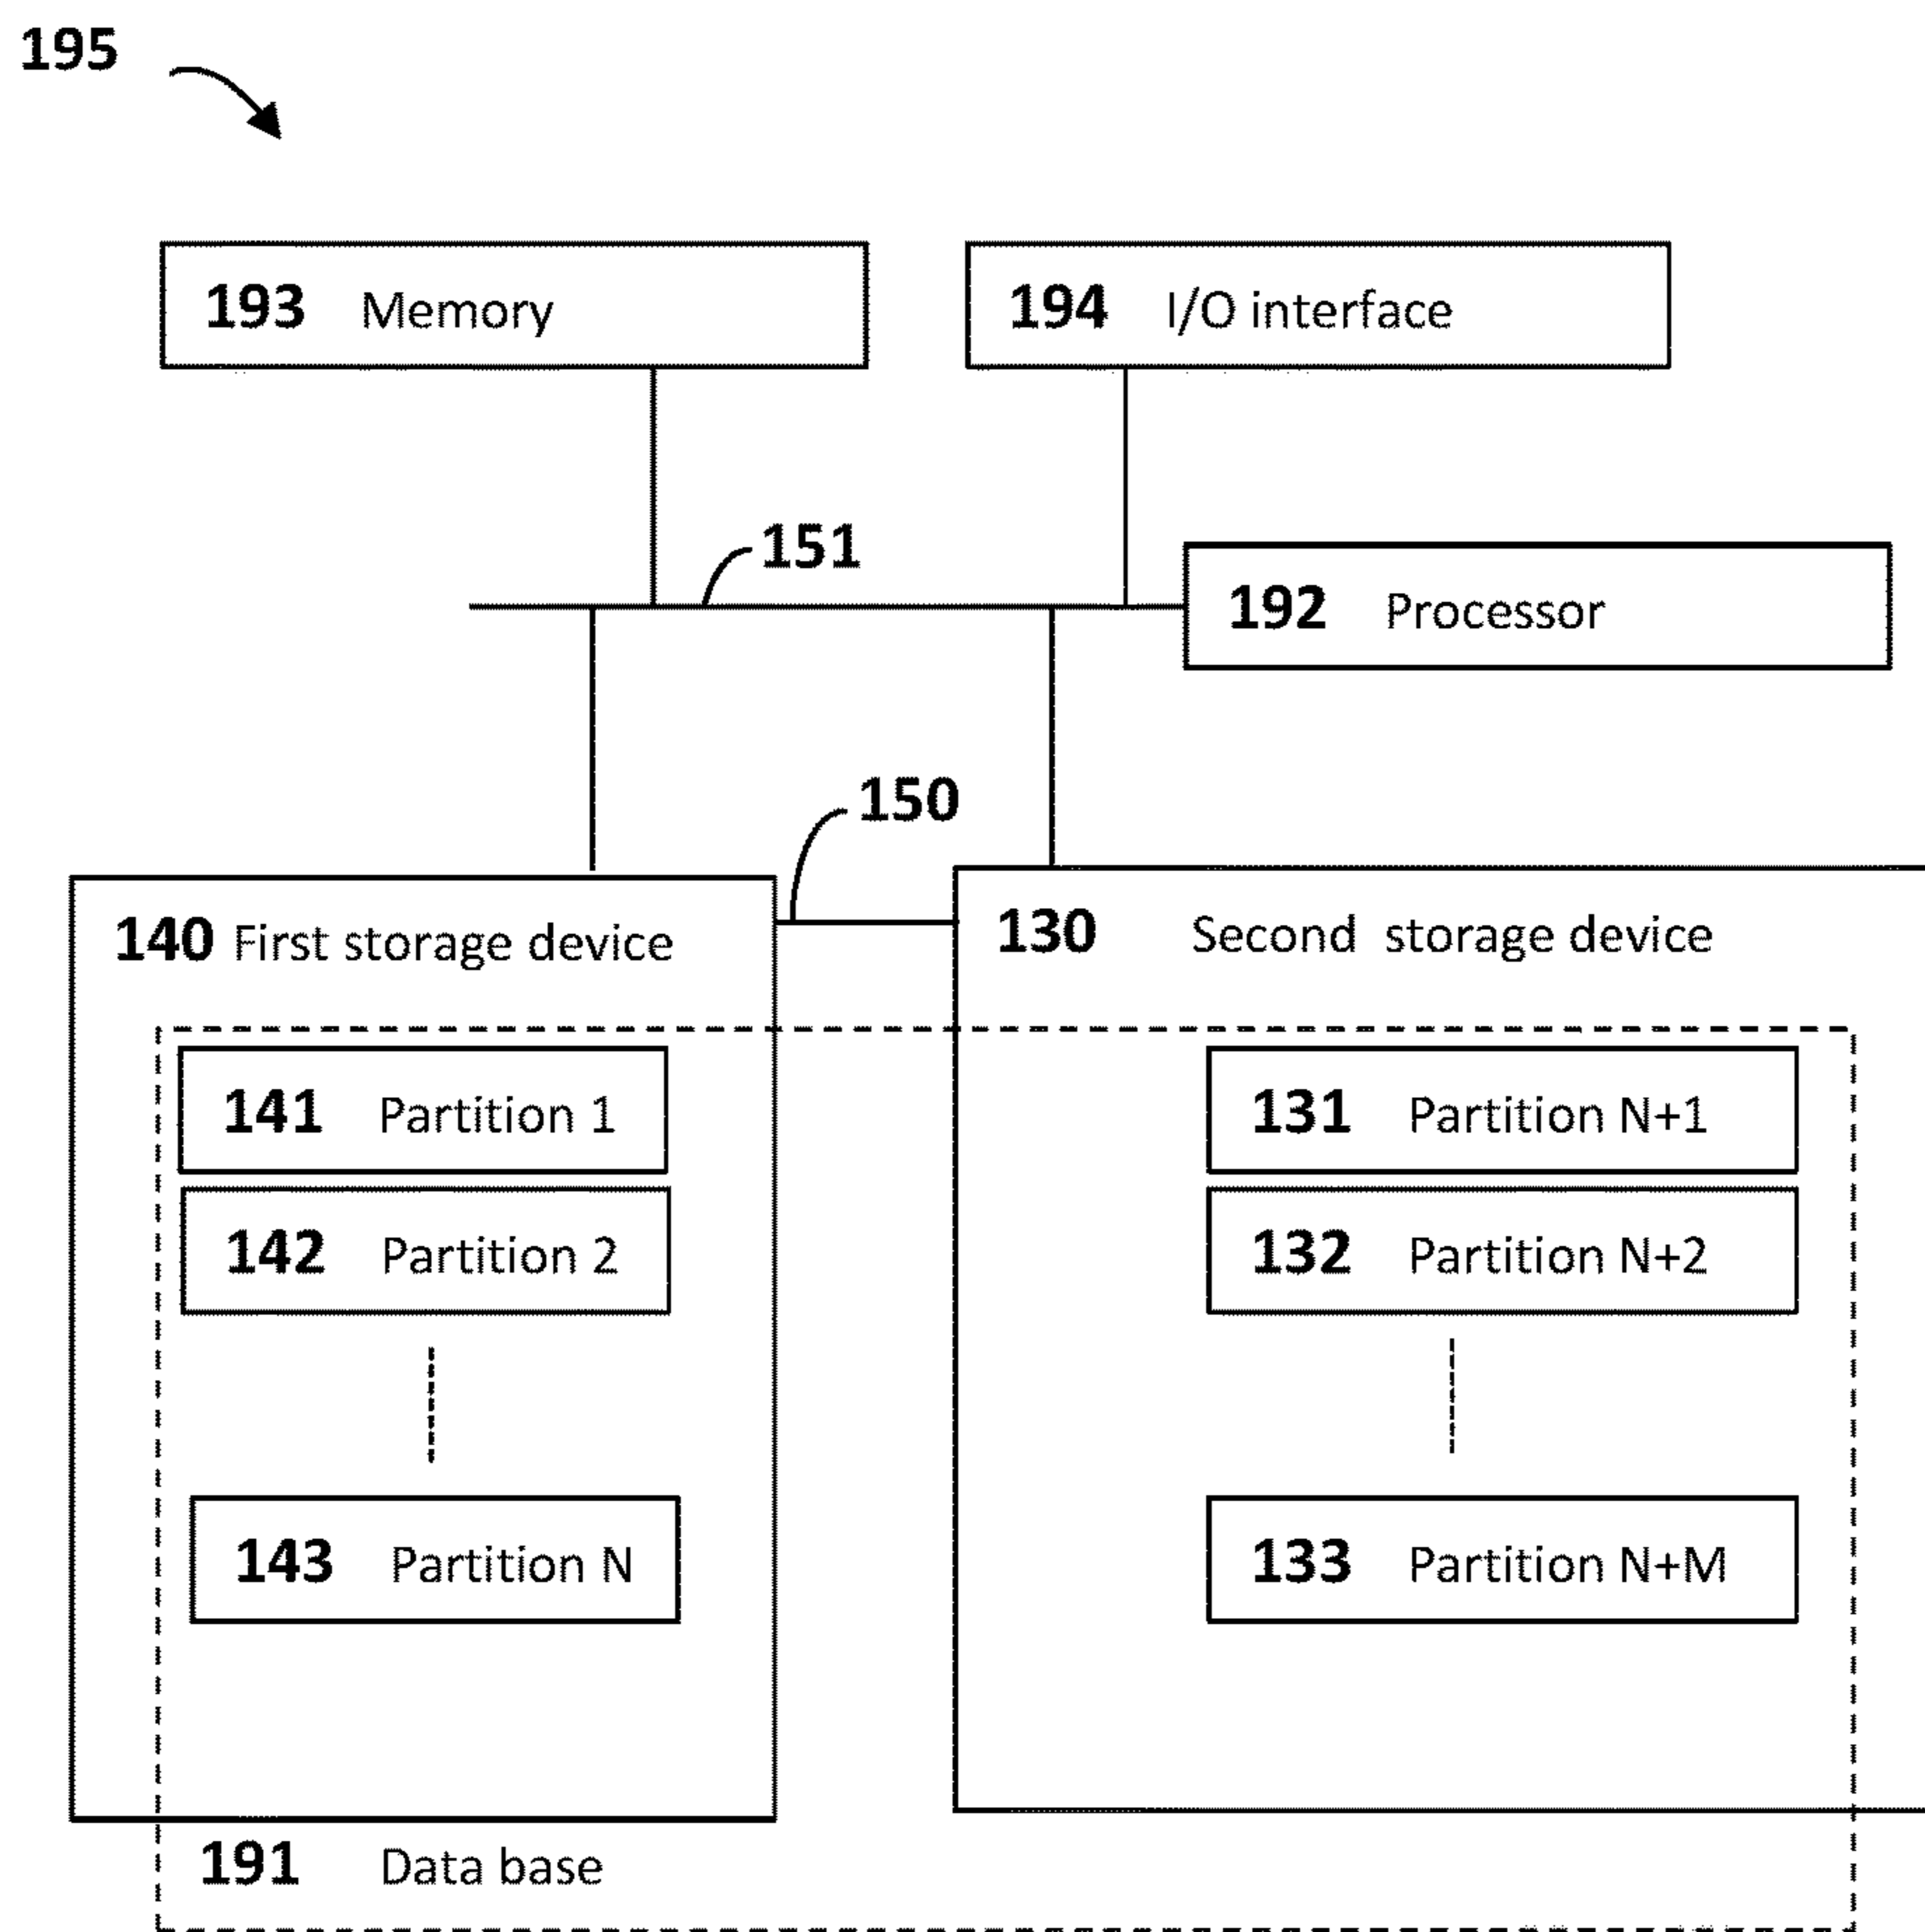 195
193 Memory
194 I/O interface
151
192 Processor
150
140 First storage device
130 Second storage device
141 Partition 1
131 Partition N+1
142 Partition 2
132 Partition N+2
143 Partition N
133 Partition N+M
191 Data base